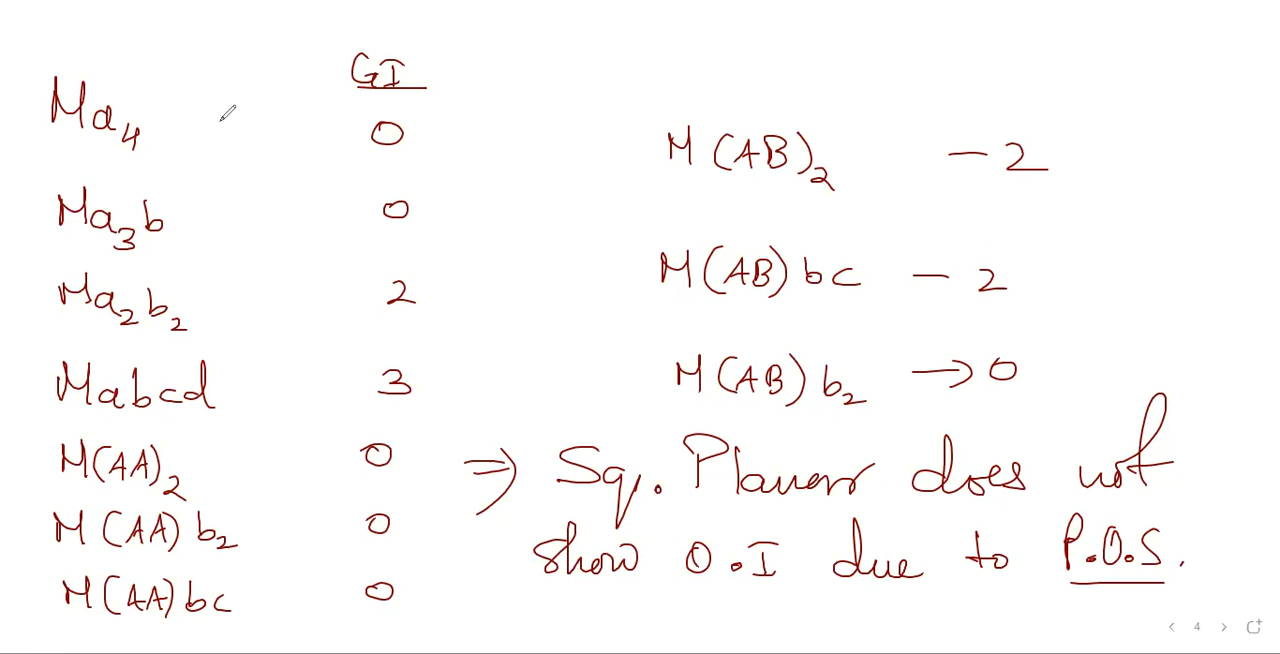 GI
Ma₄ 0
Ma₃b 0
Ma₂b₂ 2
Mabcd 3
M(AA)₂ 0
M(AA)b₂ 0
M(AA)bc 0
M(AB)₂ — 2
M(AB)bc — 2
M(AB)b₂ → 0
⇒ Sq. Planar does not
show O.I due to P.O.S.
4